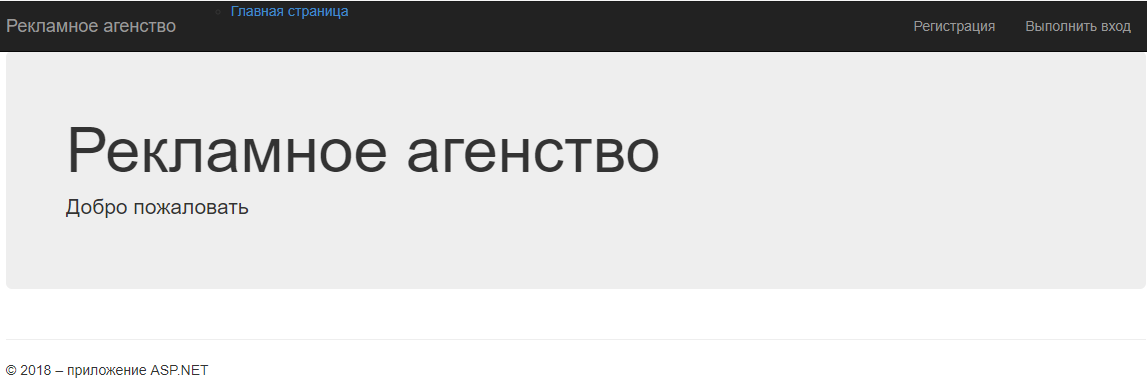 Рекламное агенство
Главная страница
Регистрация
Выполнить вход
Рекламное агенство
Добро пожаловать
© 2018 – приложение ASP.NET